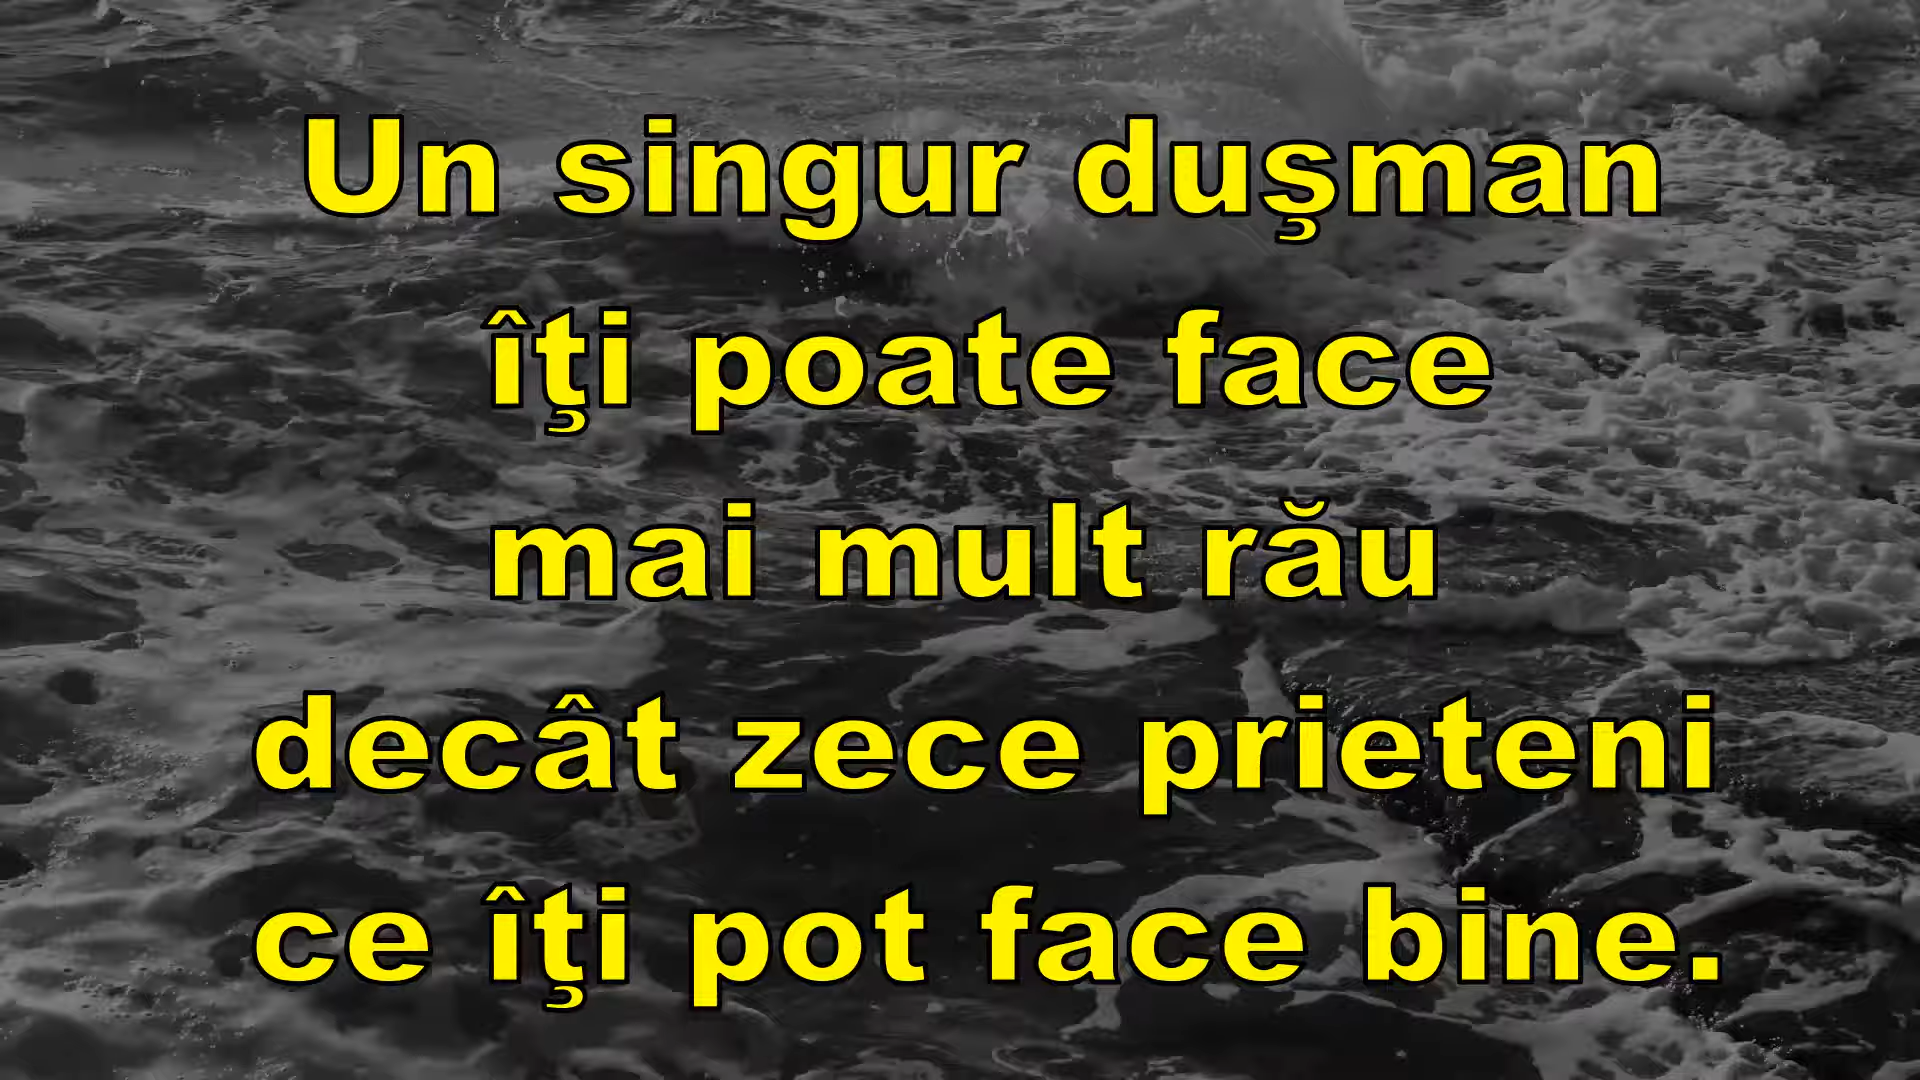 Un singur duşman
îţi poate face
mai mult rău
decât zece prieteni
ce îţi pot face bine.